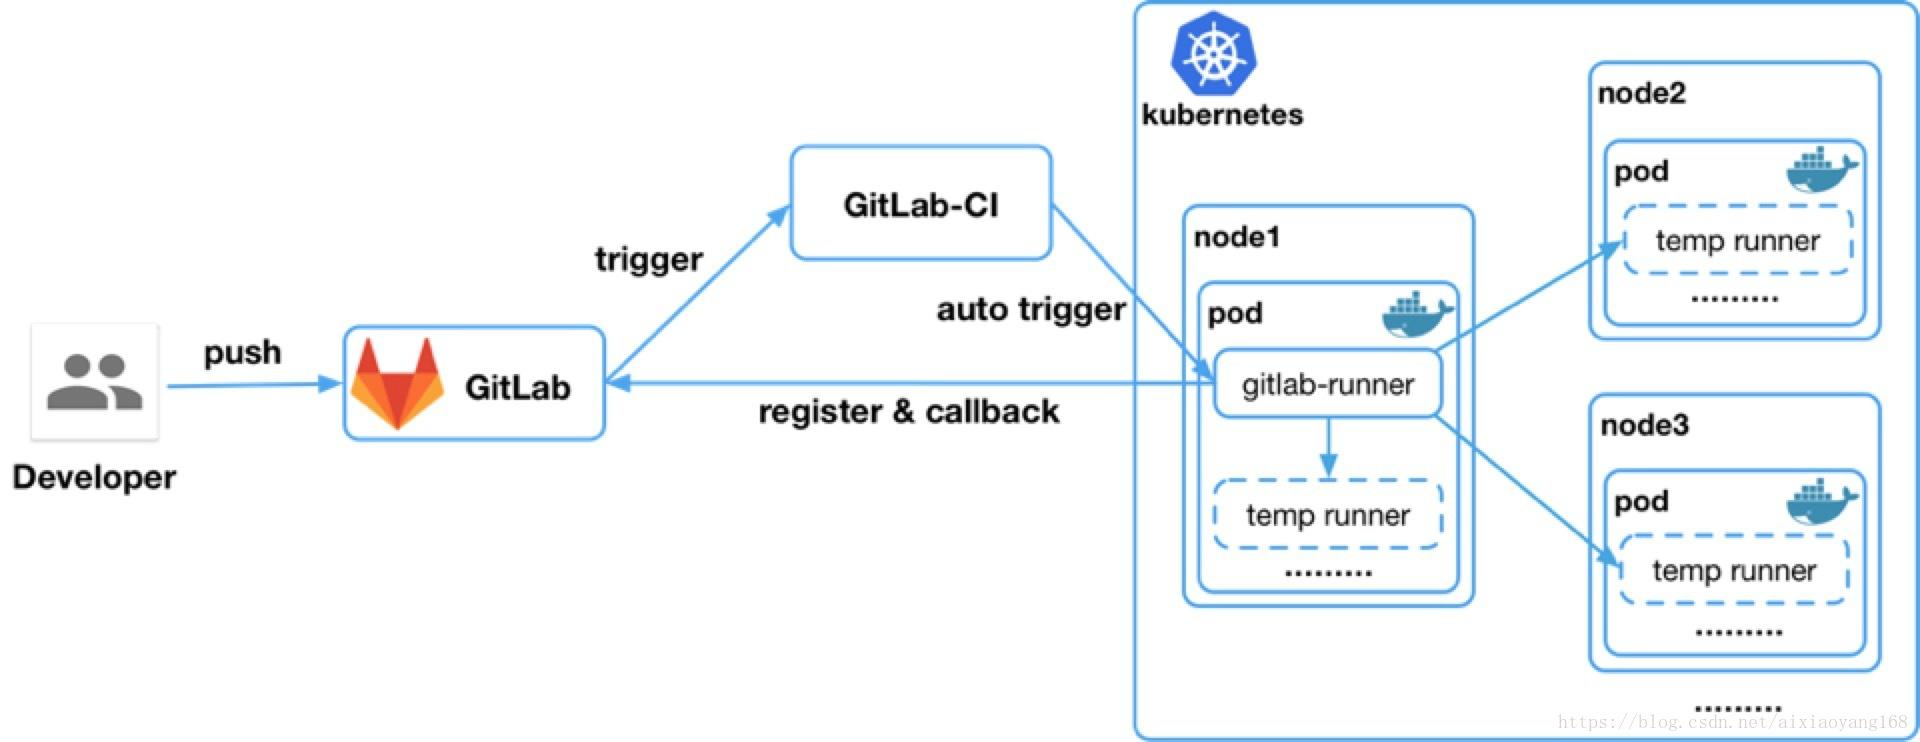 kubernetes
node2
pod
temp runner
.........
GitLab-CI
node1
trigger
auto trigger
pod
push
GitLab
gitlab-runner
register & callback
Developer
temp runner
.........
node3
pod
temp runner
.........
.........
https://blog.csdn.net/aixiaoyang168